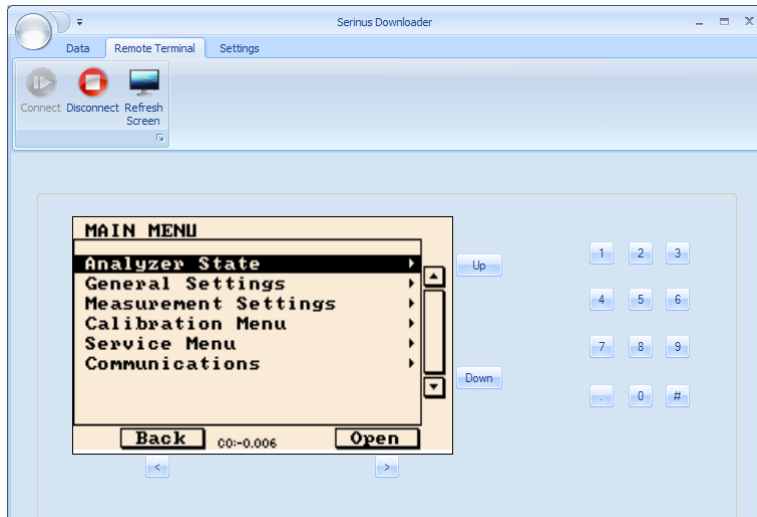 Serinus Downloader
Data Remote Terminal Settings
Connect Disconnect Refresh Screen
MAIN MENU
Analyzer State
General Settings
Measurement Settings
Calibration Menu
Service Menu
Communications
Back CO:-0.006 Open
< >
Up
Down
1 2 3
4 5 6
7 8 9
. 0 #